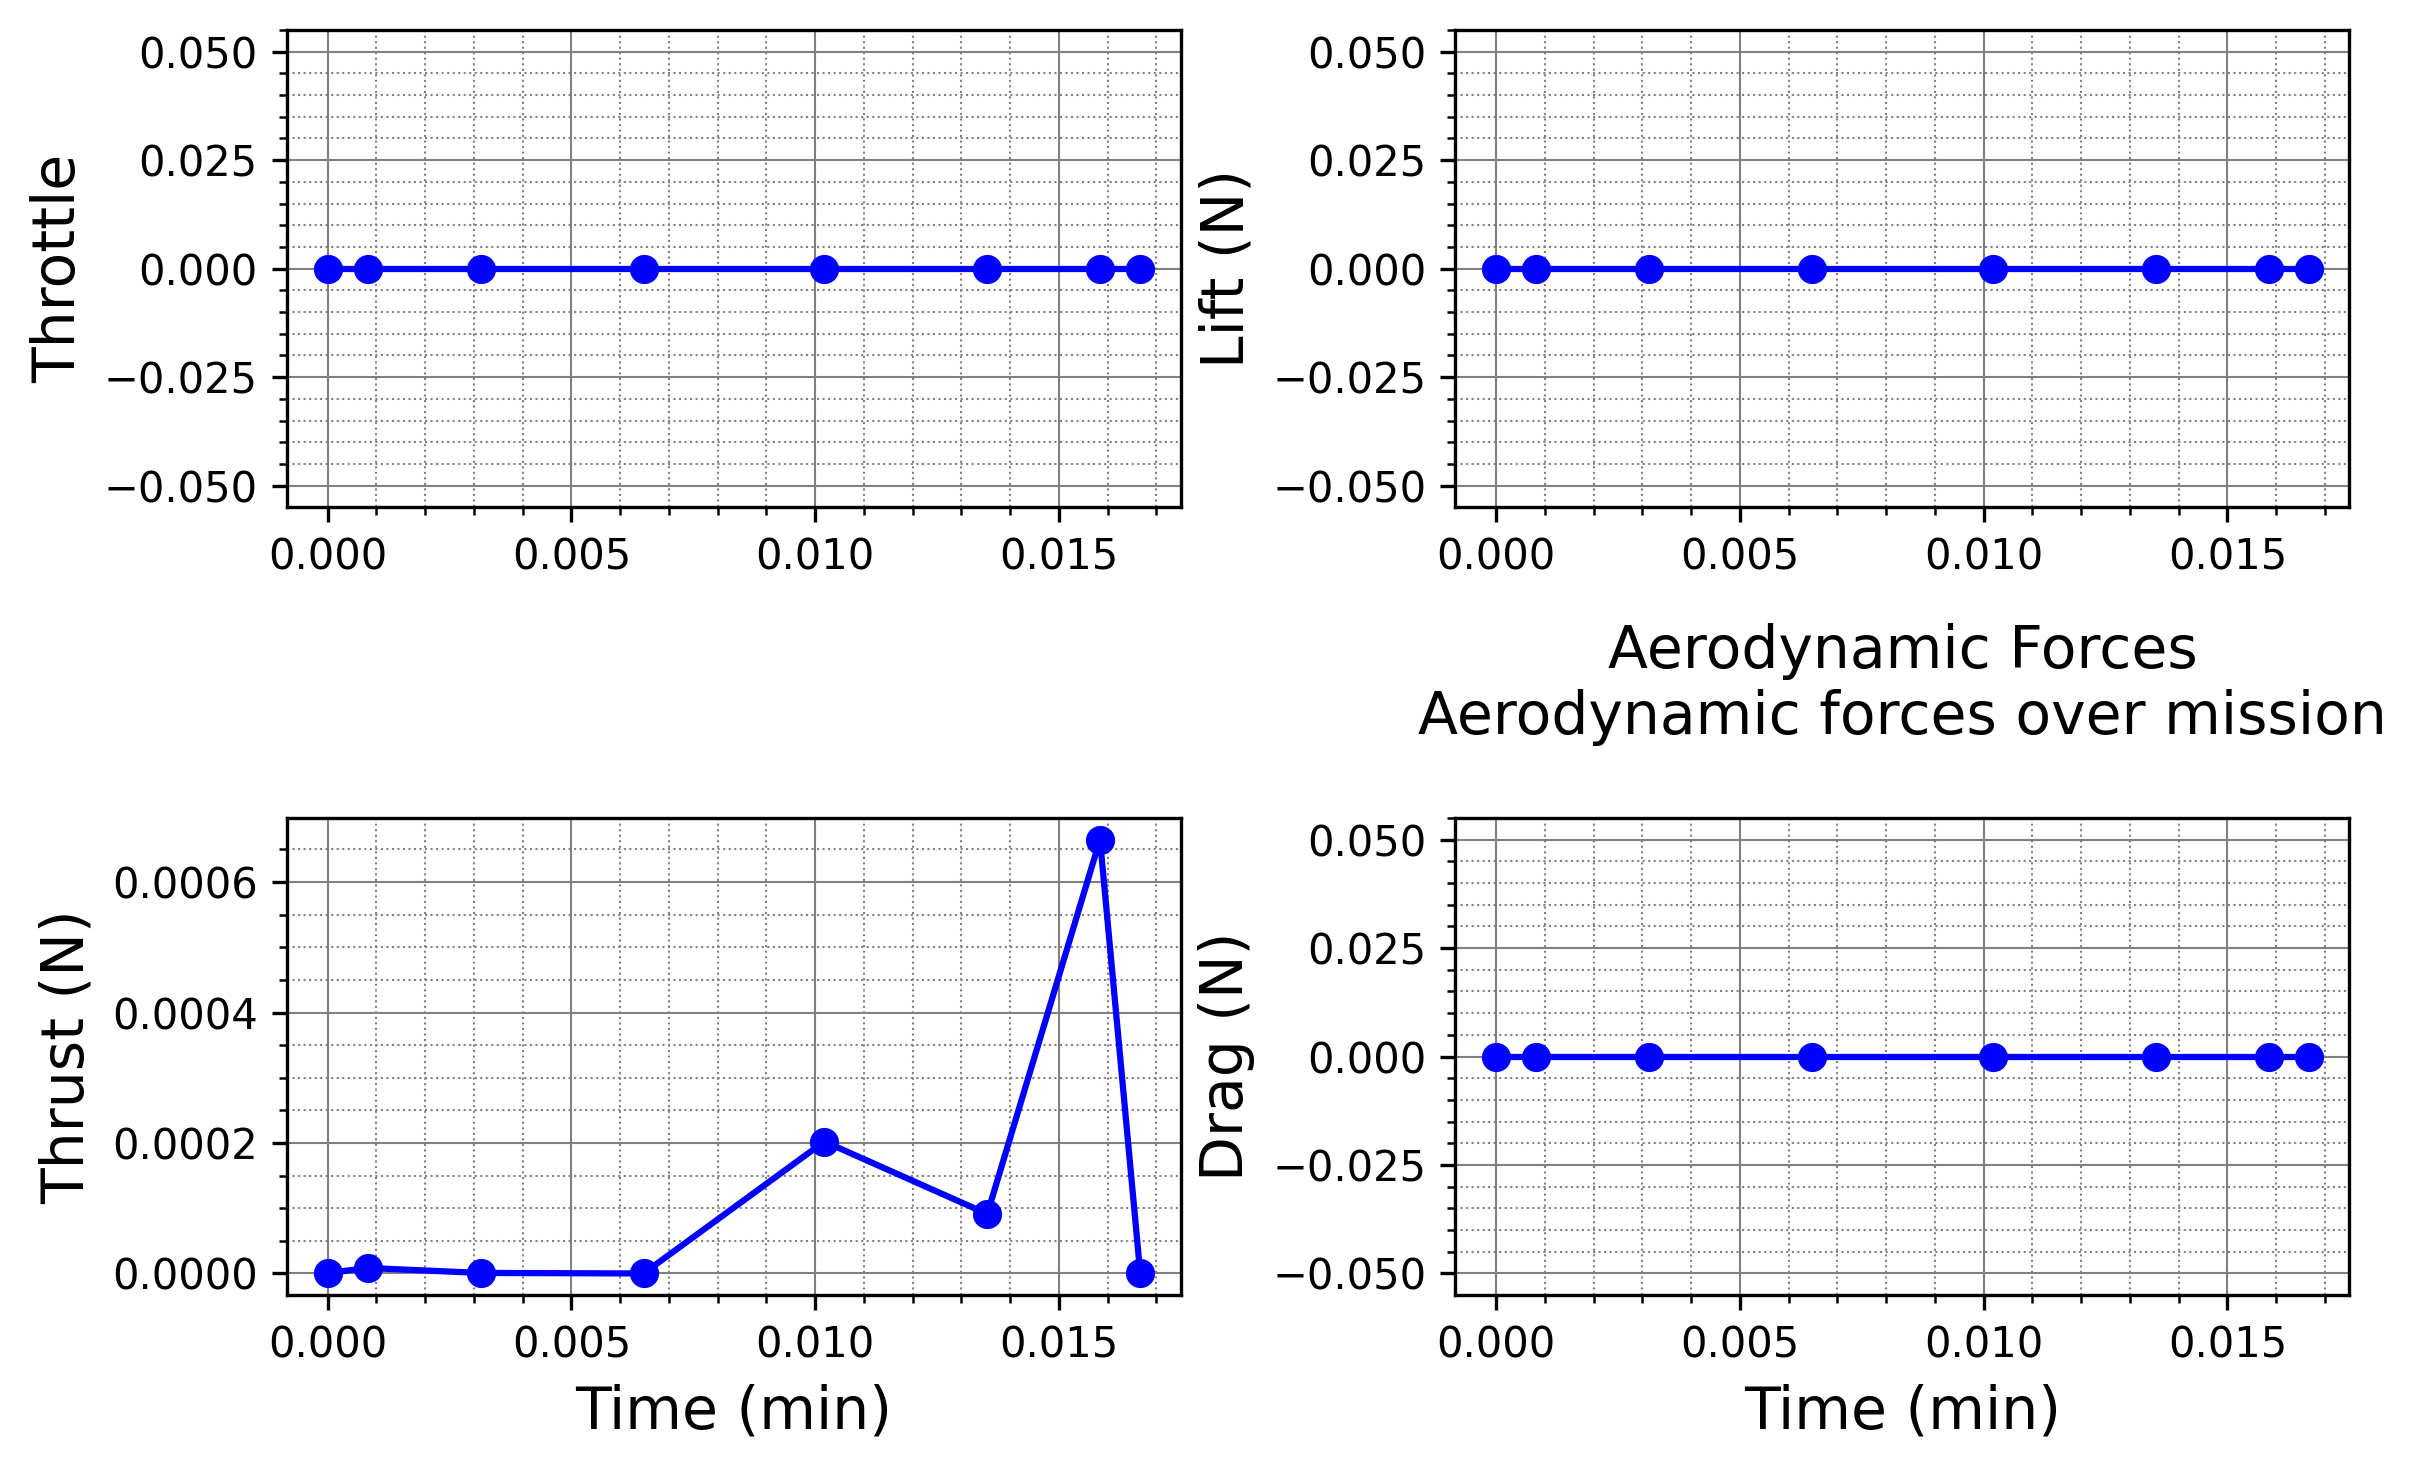 Throttle
0.050
0.025
0.000
−0.025
−0.050
0.000 0.005 0.010 0.015
Lift (N)
0.050
0.025
0.000
−0.025
−0.050
0.000 0.005 0.010 0.015
Thrust (N)
0.0006
0.0004
0.0002
0.0000
0.000 0.005 0.010 0.015
Time (min)
Aerodynamic Forces
Aerodynamic forces over mission
Drag (N)
0.050
0.025
0.000
−0.025
−0.050
0.000 0.005 0.010 0.015
Time (min)